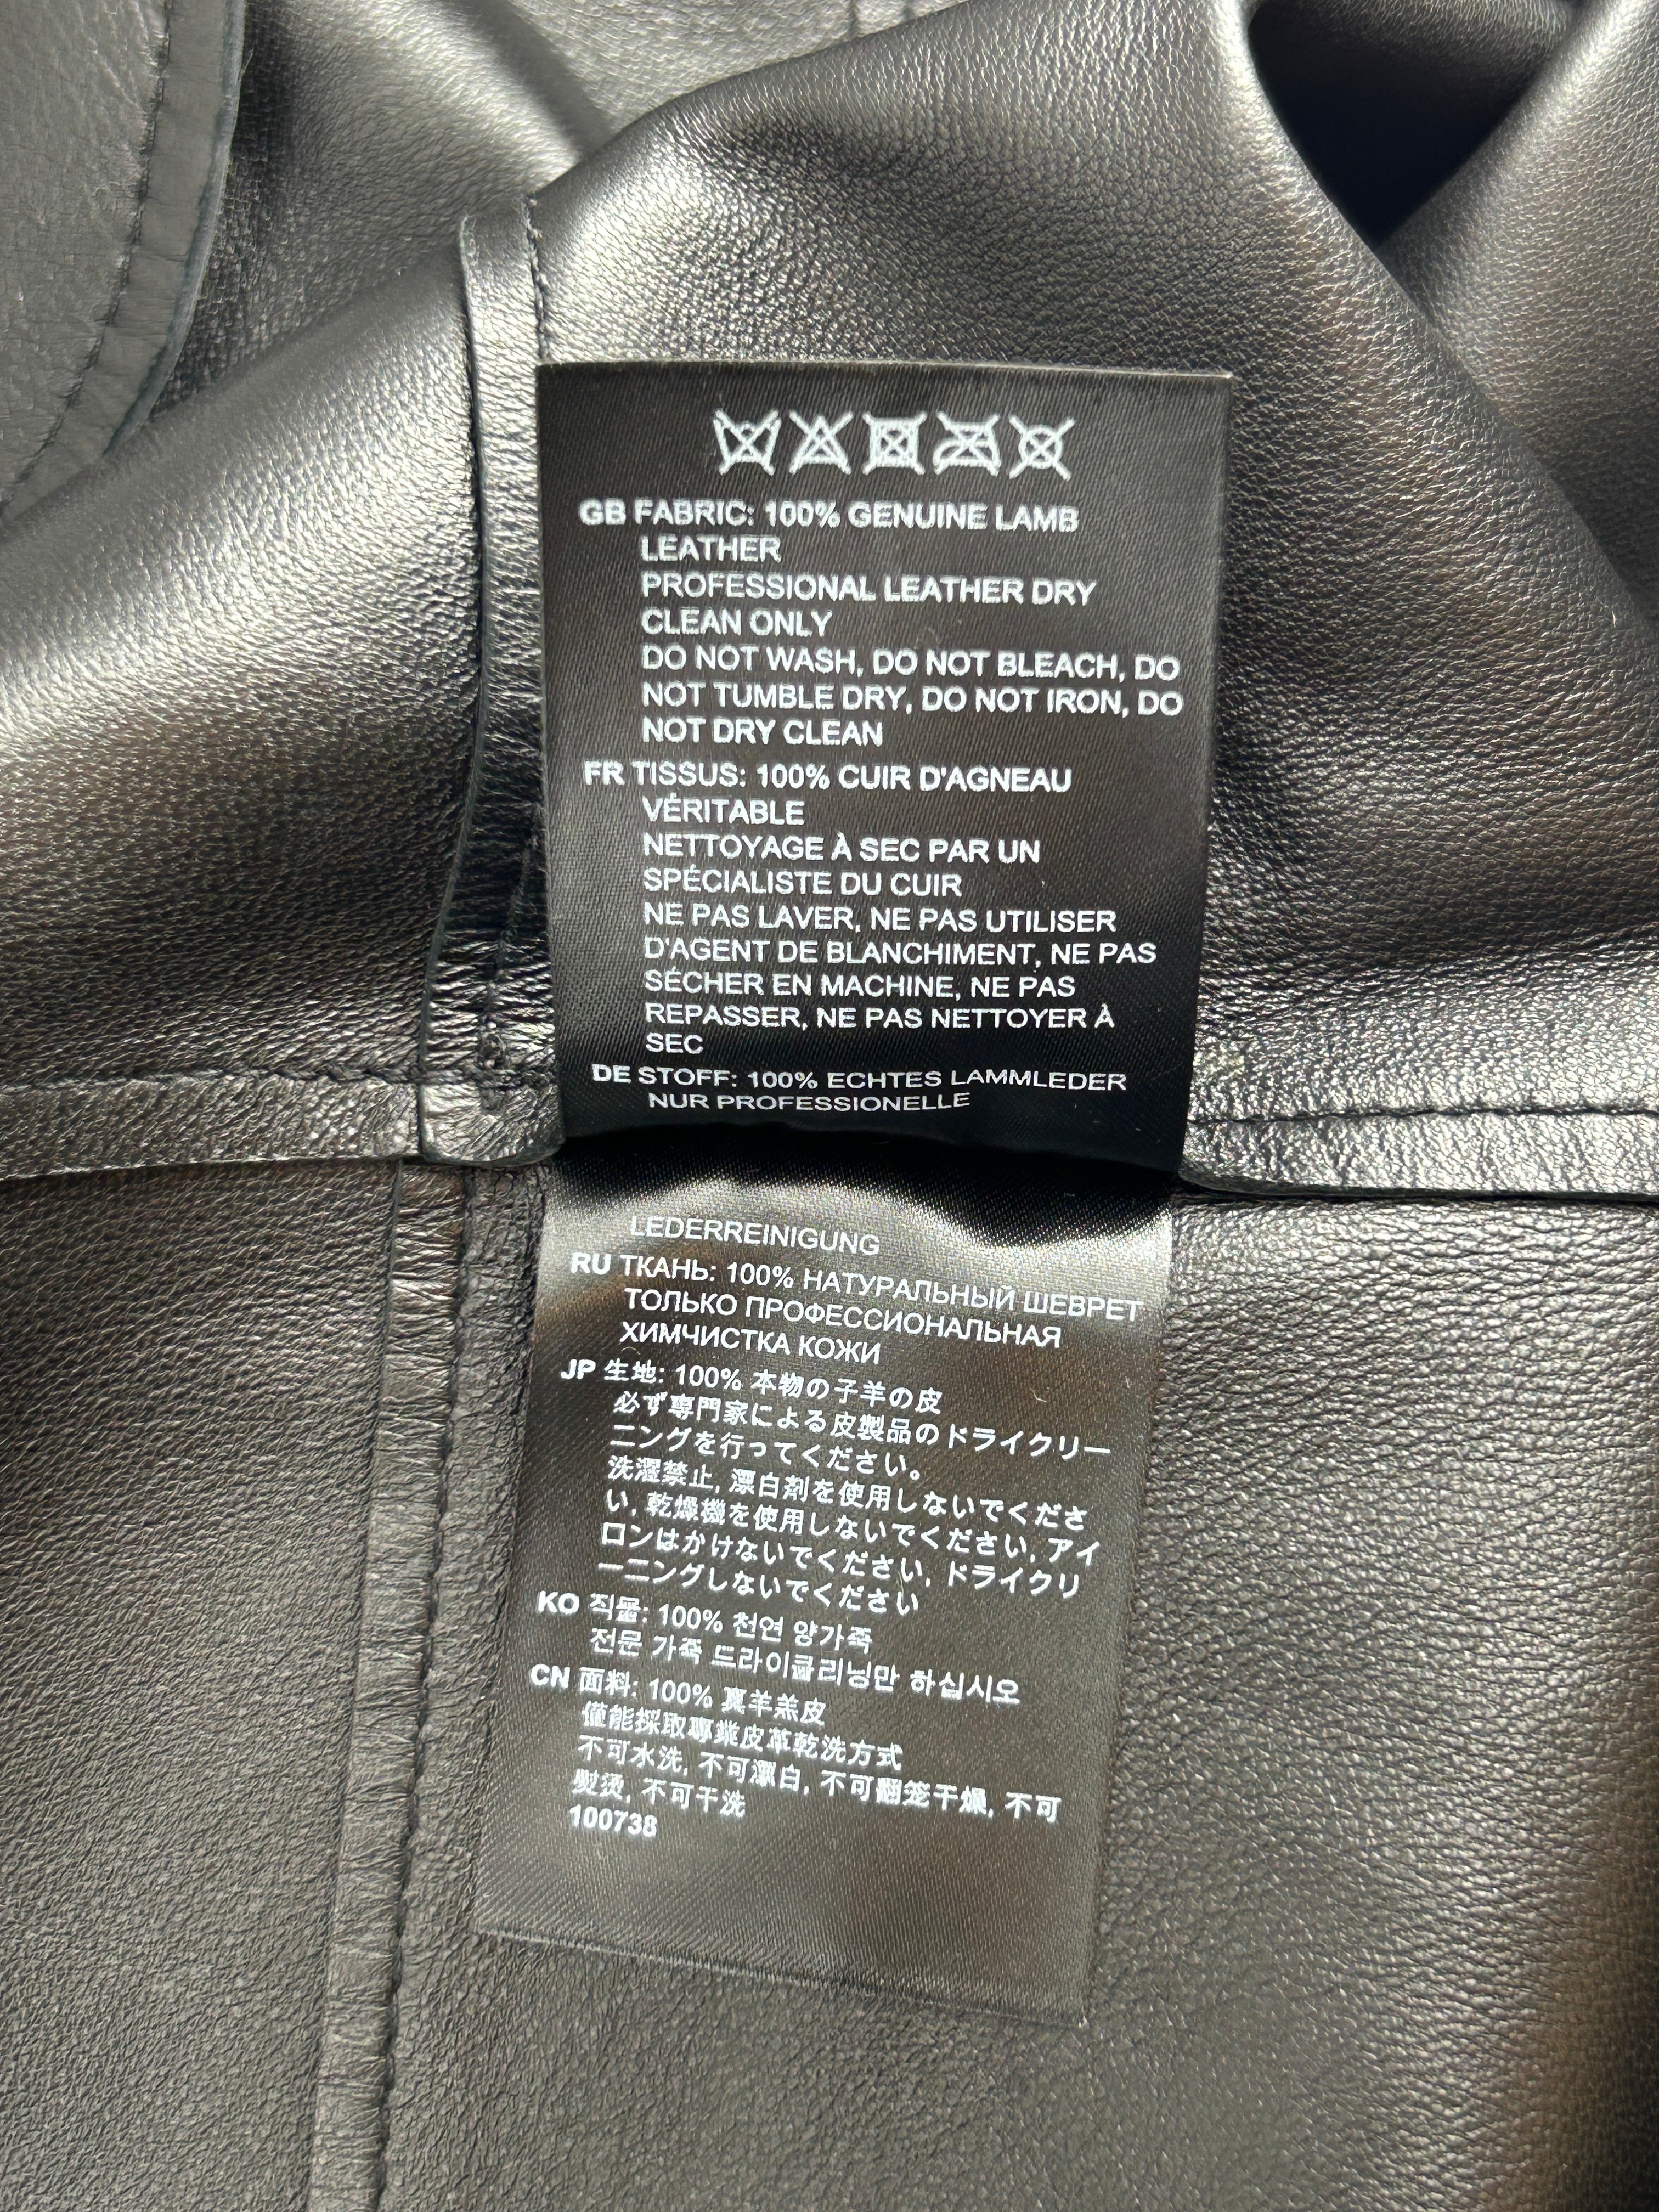 GB FABRIC: 100% GENUINE LAMB
LEATHER
PROFESSIONAL LEATHER DRY
CLEAN ONLY
DO NOT WASH, DO NOT BLEACH, DO
NOT TUMBLE DRY, DO NOT IRON, DO
NOT DRY CLEAN
FR TISSUS: 100% CUIR D'AGNEAU
VÉRITABLE
NETTOYAGE À SEC PAR UN
SPÉCIALISTE DU CUIR
NE PAS LAVER, NE PAS UTILISER
D'AGENT DE BLANCHIMENT, NE PAS
SÉCHER EN MACHINE, NE PAS
REPASSER, NE PAS NETTOYER À
SEC
DE STOFF: 100% ECHTES LAMMLEDER
NUR PROFESSIONELLE
LEDERREINIGUNG
RU ТКАНЬ: 100% НАТУРАЛЬНЫЙ ШЕВРЕТ
ТОЛЬКО ПРОФЕССИОНАЛЬНАЯ
ХИМЧИСТКА КОЖИ
JP 生地: 100% 本物の子羊の皮
必ず専門家による皮製品のドライクリー
ニングを行ってください。
洗濯禁止, 漂白剤を使用しないでくださ
い, 乾燥機を使用しないでください, アイ
ロンはかけないでください, ドライクリ
ーニングしないでください
KO 직물: 100% 천연 양가죽
전문 가죽 드라이클리닝만 하십시오
CN 面料: 100% 真羊羔皮
僅能採取專業皮革乾洗方式
不可水洗, 不可漂白, 不可翻笼干燥, 不可
熨烫, 不可干洗
100738